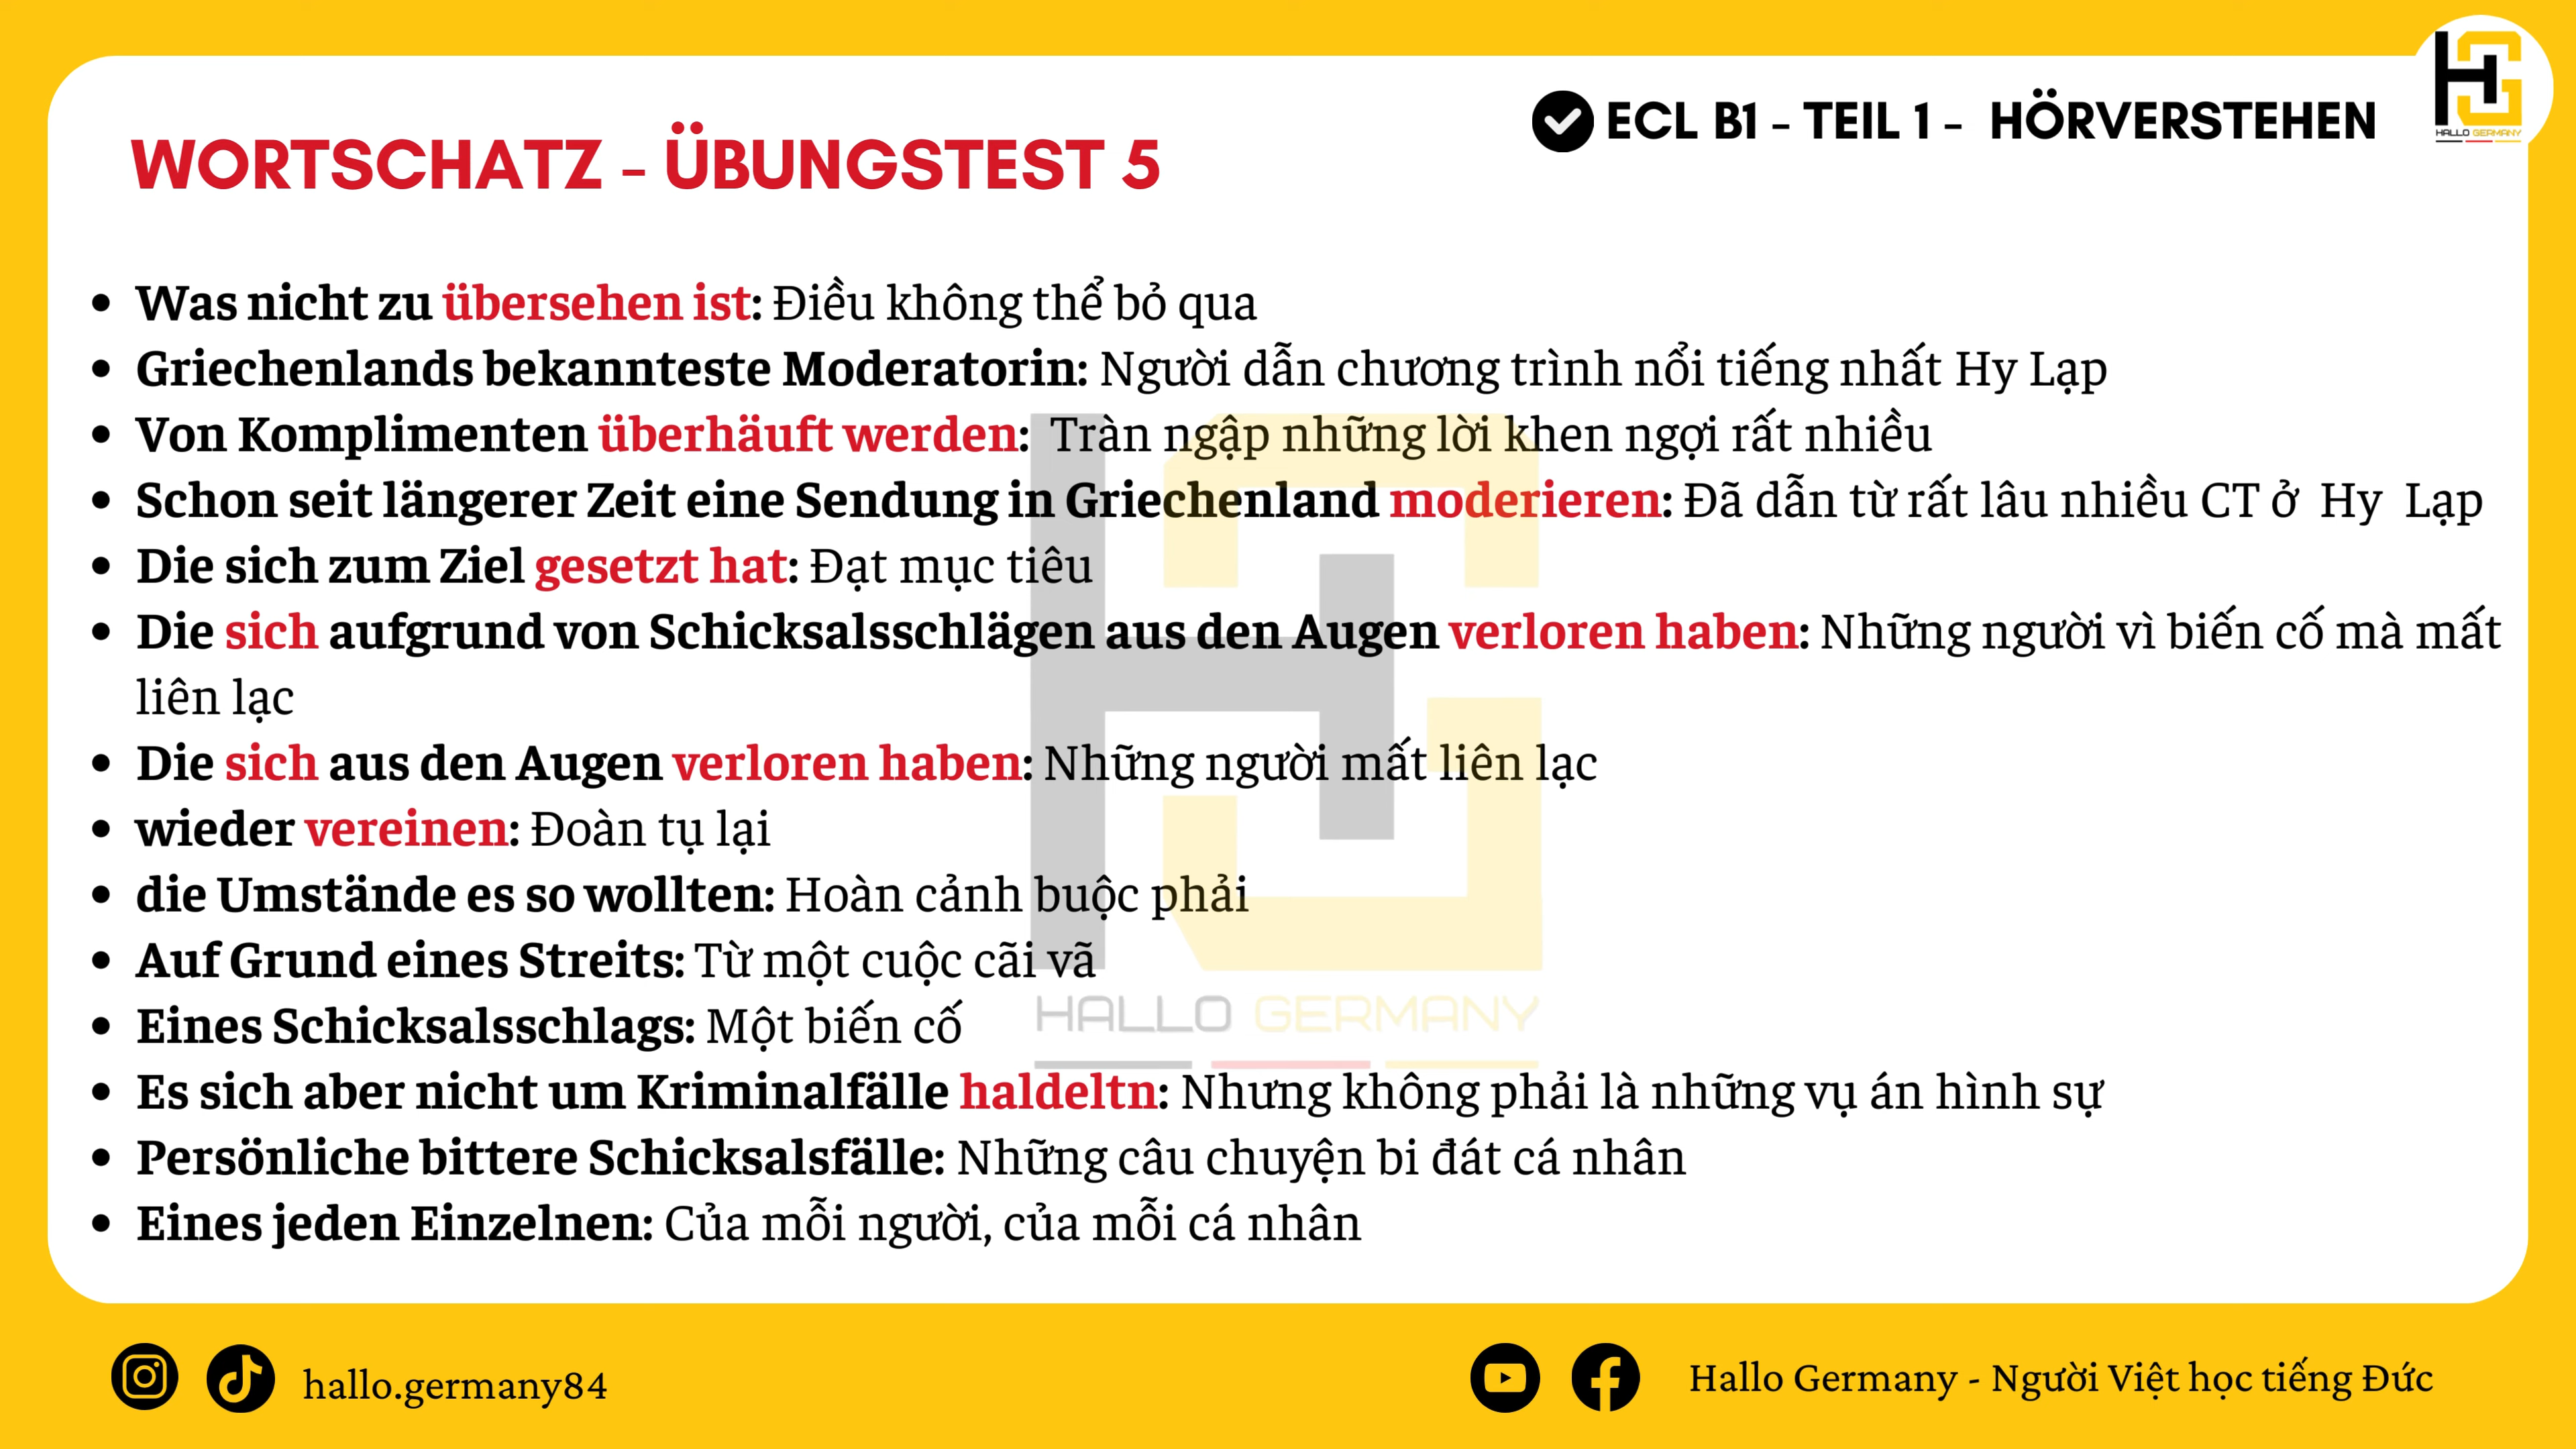 ECL B1 - TEIL 1 - HÖRVERSTEHEN
HALLO GERMANY
WORTSCHATZ - ÜBUNGSTEST 5
• Was nicht zu übersehen ist: Điều không thể bỏ qua
• Griechenlands bekannteste Moderatorin: Người dẫn chương trình nổi tiếng nhất Hy Lạp
• Von Komplimenten überhäuft werden: Tràn ngập những lời khen ngợi rất nhiều
• Schon seit längerer Zeit eine Sendung in Griechenland moderieren: Đã dẫn từ rất lâu nhiều CT ở Hy Lạp
• Die sich zum Ziel gesetzt hat: Đạt mục tiêu
• Die sich aufgrund von Schicksalsschlägen aus den Augen verloren haben: Những người vì biến cố mà mất
liên lạc
• Die sich aus den Augen verloren haben: Những người mất liên lạc
• wieder vereinen: Đoàn tụ lại
• die Umstände es so wollten: Hoàn cảnh buộc phải
• Auf Grund eines Streits: Từ một cuộc cãi vã
• Eines Schicksalsschlags: Một biến cố
HALLO GERMANY
• Es sich aber nicht um Kriminalfälle haldeltn: Nhưng không phải là những vụ án hình sự
• Persönliche bittere Schicksalsfälle: Những câu chuyện bi đát cá nhân
• Eines jeden Einzelnen: Của mỗi người, của mỗi cá nhân
hallo.germany84
Hallo Germany - Người Việt học tiếng Đức